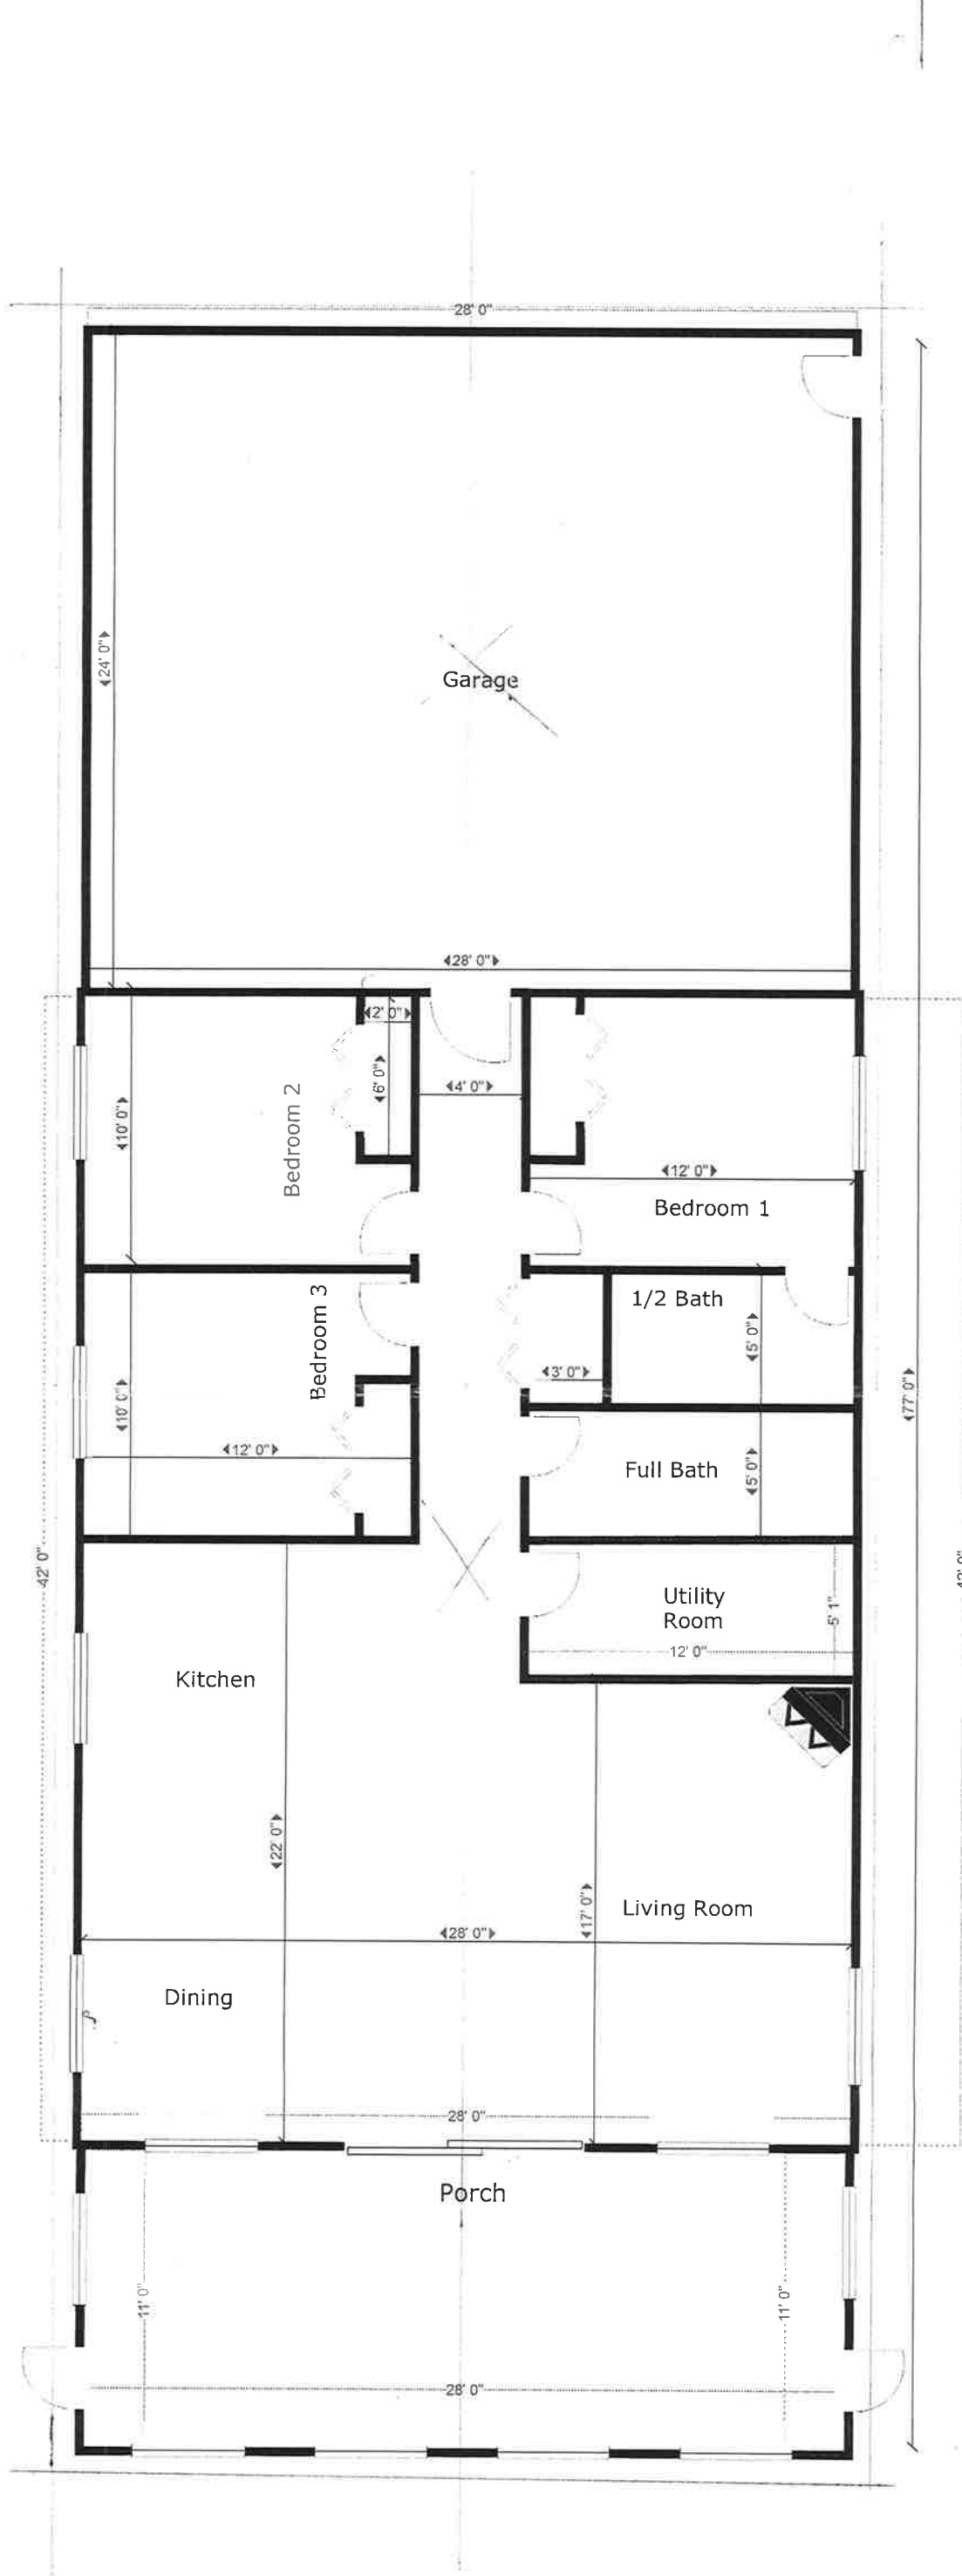 28' 0"
24' 0"
Garage
28' 0"
2' 0"
6' 0"
4' 0"
10' 0"
Bedroom 2
12' 0"
Bedroom 1
Bedroom 3
1/2 Bath
5' 0"
3' 0"
77' 0"
10' 0"
12' 0"
Full Bath
5' 0"
42' 0"
Utility
Room
5' 1"
12' 0"
Kitchen
22' 0"
17' 0"
Living Room
28' 0"
Dining
28' 0"
Porch
11' 0"
11' 0"
28' 0"